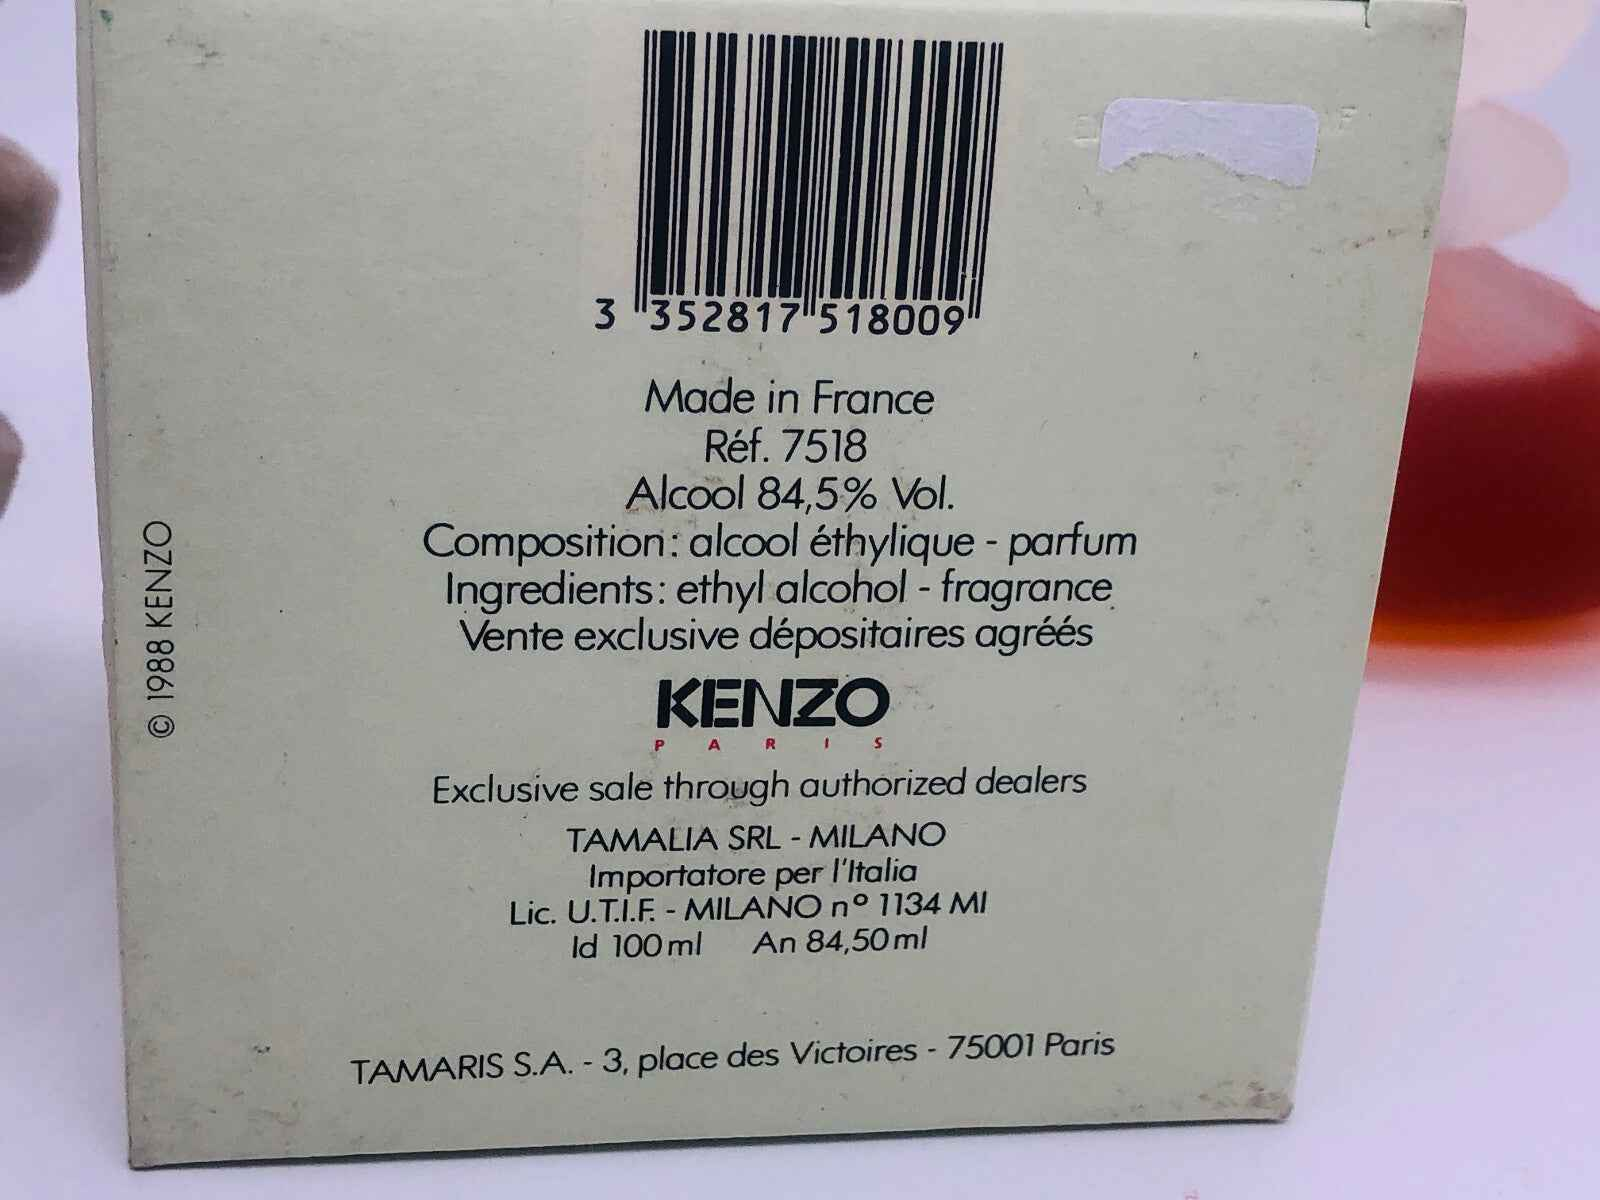 3 352817 518009
Made in France
Réf. 7518
Alcool 84,5% Vol.
Composition: alcool éthylique - parfum
Ingredients: ethyl alcohol - fragrance
Vente exclusive dépositaires agréés
KENZO
PARIS
Exclusive sale through authorized dealers
TAMALIA SRL - MILANO
Importatore per l'Italia
Lic. U.T.I.F. - MILANO nº 1134 MI
Id 100 ml An 84,50 ml
TAMARIS S.A. - 3, place des Victoires - 75001 Paris
© 1988 KENZO